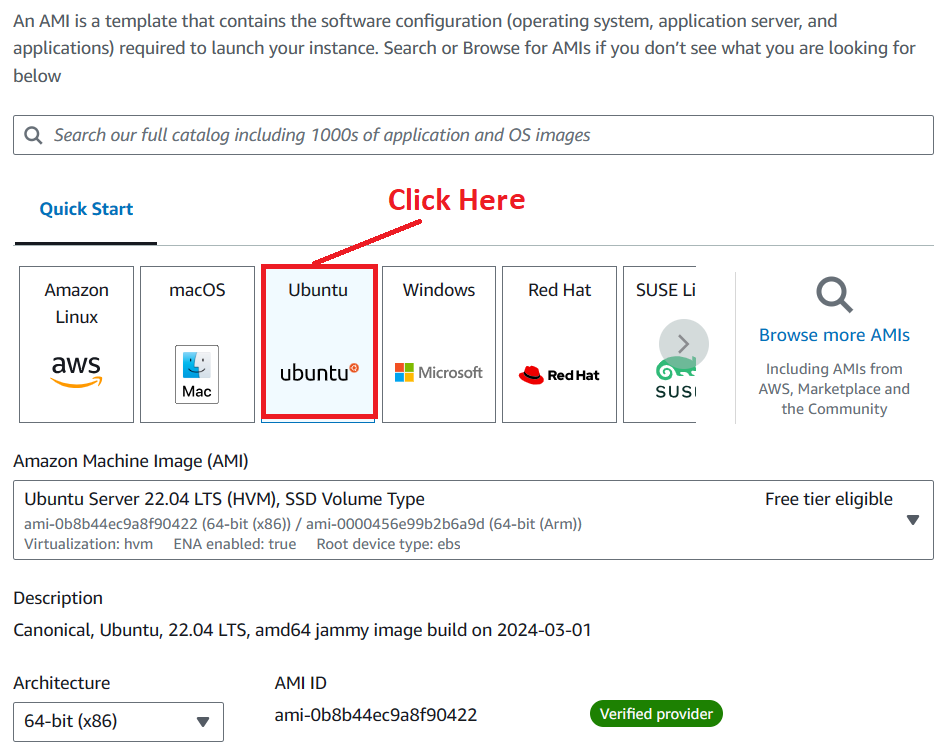 An AMI is a template that contains the software configuration (operating system, application server, and
applications) required to launch your instance. Search or Browse for AMIs if you don’t see what you are looking for
below
Search our full catalog including 1000s of application and OS images
Click Here
Quick Start
Amazon
Linux
aws
macOS
Mac
Ubuntu
ubuntu
Windows
Microsoft
Red Hat
Red Hat
SUSE Li
SUS
Browse more AMIs
Including AMIs from
AWS, Marketplace and
the Community
Amazon Machine Image (AMI)
Ubuntu Server 22.04 LTS (HVM), SSD Volume Type
Free tier eligible
ami-0b8b44ec9a8f90422 (64-bit (x86)) / ami-0000456e99b2b6a9d (64-bit (Arm))
Virtualization: hvm ENA enabled: true Root device type: ebs
Description
Canonical, Ubuntu, 22.04 LTS, amd64 jammy image build on 2024-03-01
Architecture
AMI ID
64-bit (x86)
ami-0b8b44ec9a8f90422
Verified provider